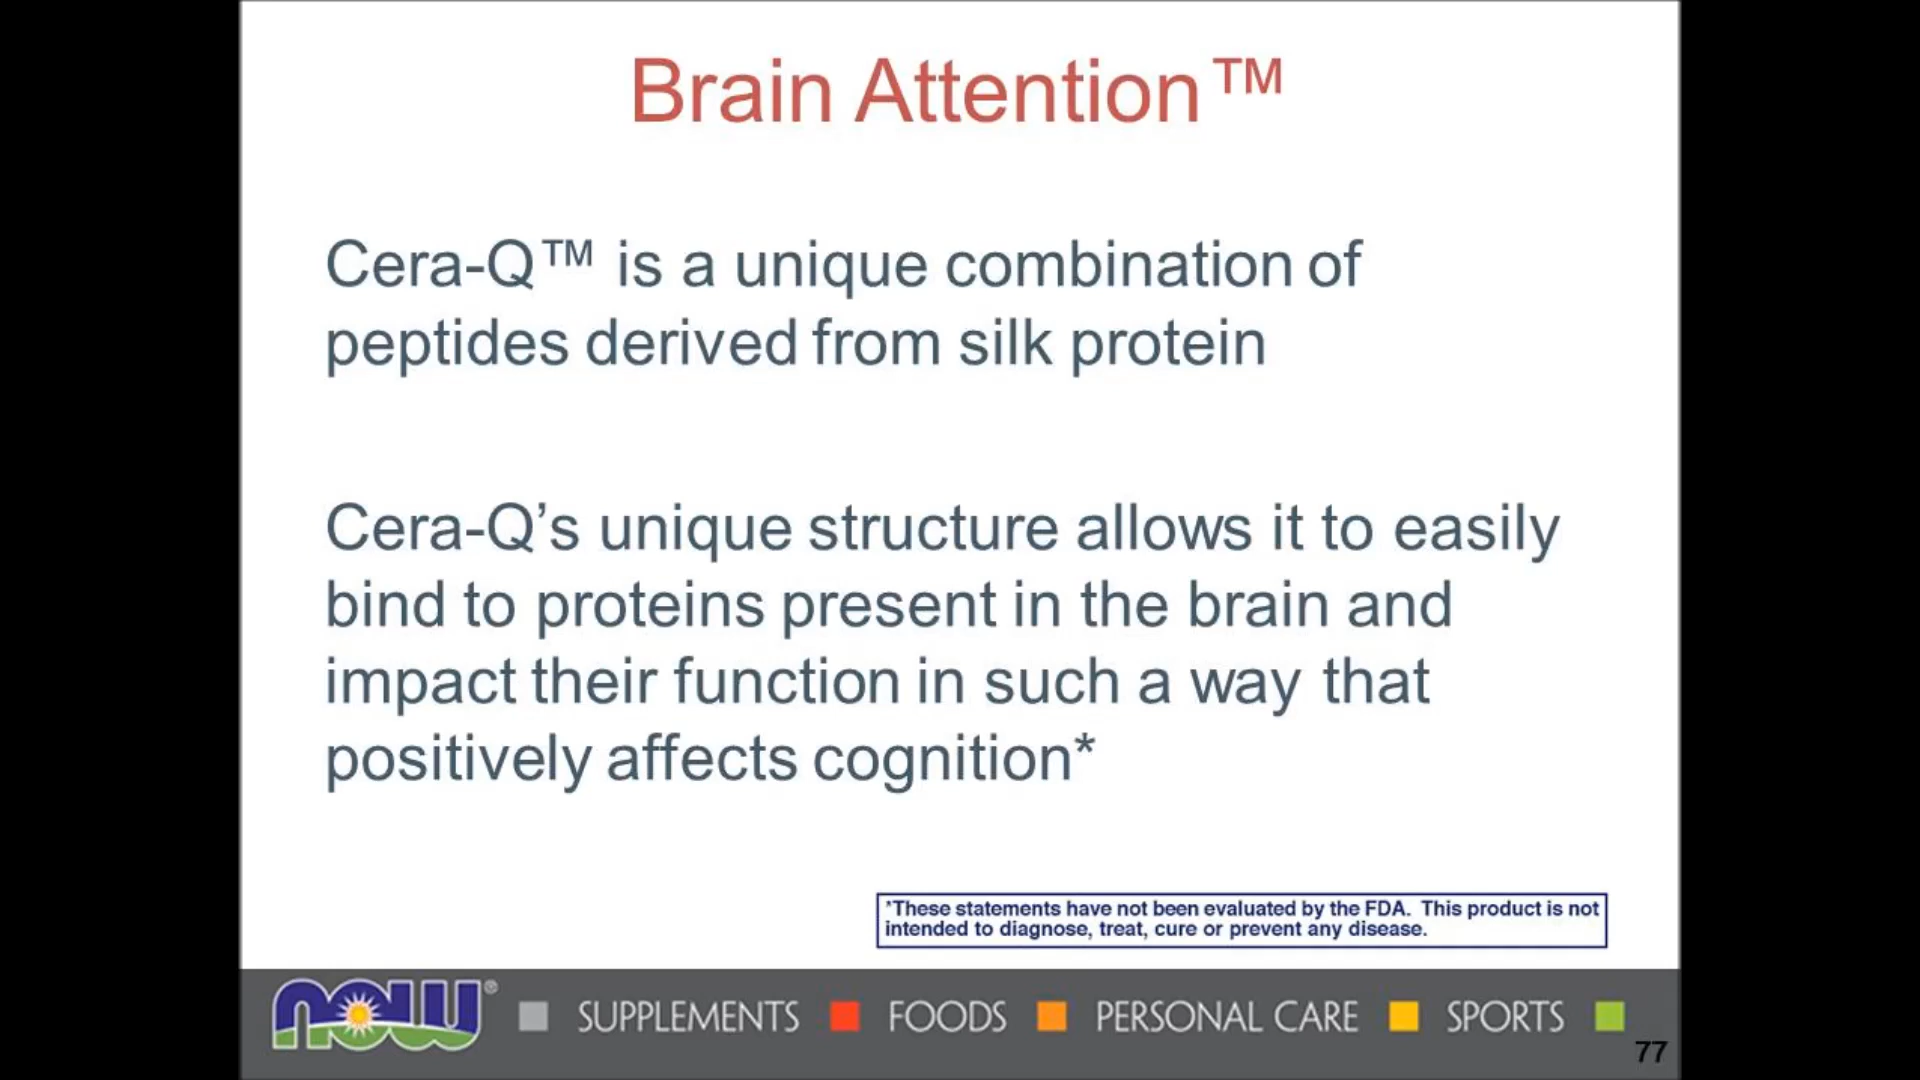 Brain Attention™
Cera-Q™ is a unique combination of
peptides derived from silk protein
Cera-Q’s unique structure allows it to easily
bind to proteins present in the brain and
impact their function in such a way that
positively affects cognition*
*These statements have not been evaluated by the FDA. This product is not
intended to diagnose, treat, cure or prevent any disease.
now® SUPPLEMENTS FOODS PERSONAL CARE SPORTS
77